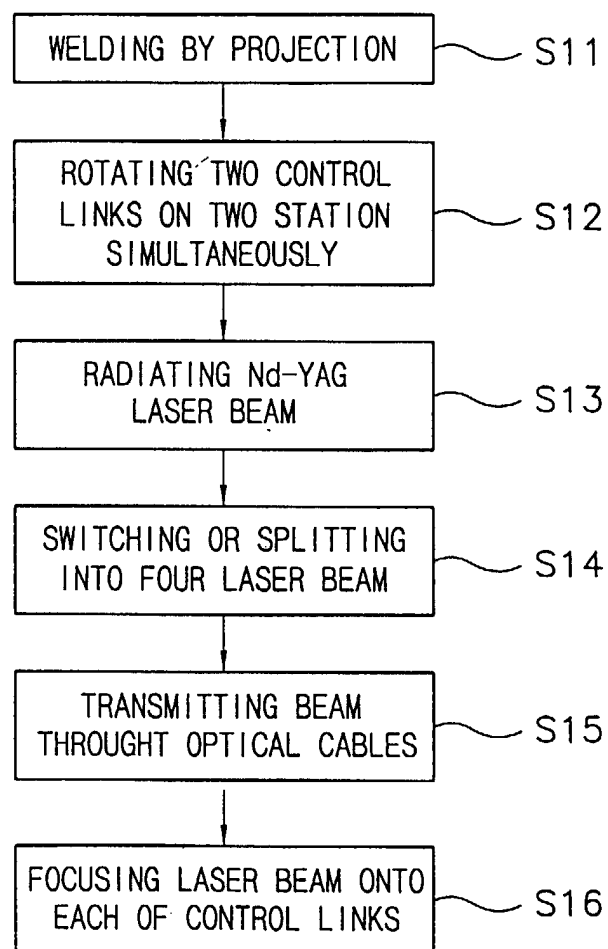 WELDING BY PROJECTION
S11
ROTATING TWO CONTROL
LINKS ON TWO STATION
SIMULTANEOUSLY
S12
RADIATING Nd-YAG
LASER BEAM
S13
SWITCHING OR SPLITTING
INTO FOUR LASER BEAM
S14
TRANSMITTING BEAM
THROUGHT OPTICAL CABLES
S15
FOCUSING LASER BEAM ONTO
EACH OF CONTROL LINKS
S16